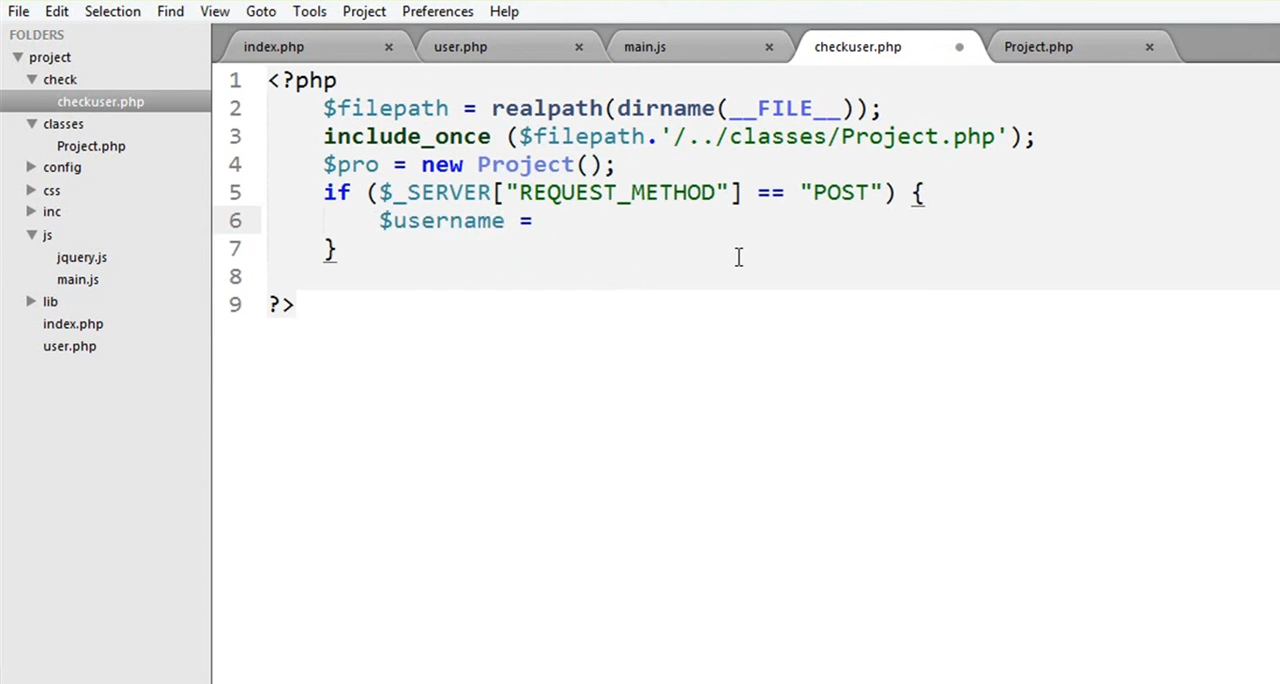 File Edit Selection Find View Goto Tools Project Preferences Help
FOLDERS
project
check
checkuser.php
classes
Project.php
config
css
inc
js
jquery.js
main.js
lib
index.php
user.php
index.php × user.php × main.js × checkuser.php Project.php ×
1 <?php
2 $filepath = realpath(dirname(__FILE__));
3 include_once ($filepath.'/../classes/Project.php');
4 $pro = new Project();
5 if ($_SERVER["REQUEST_METHOD"] == "POST") {
6 $username =
7 }
8
9 ?>